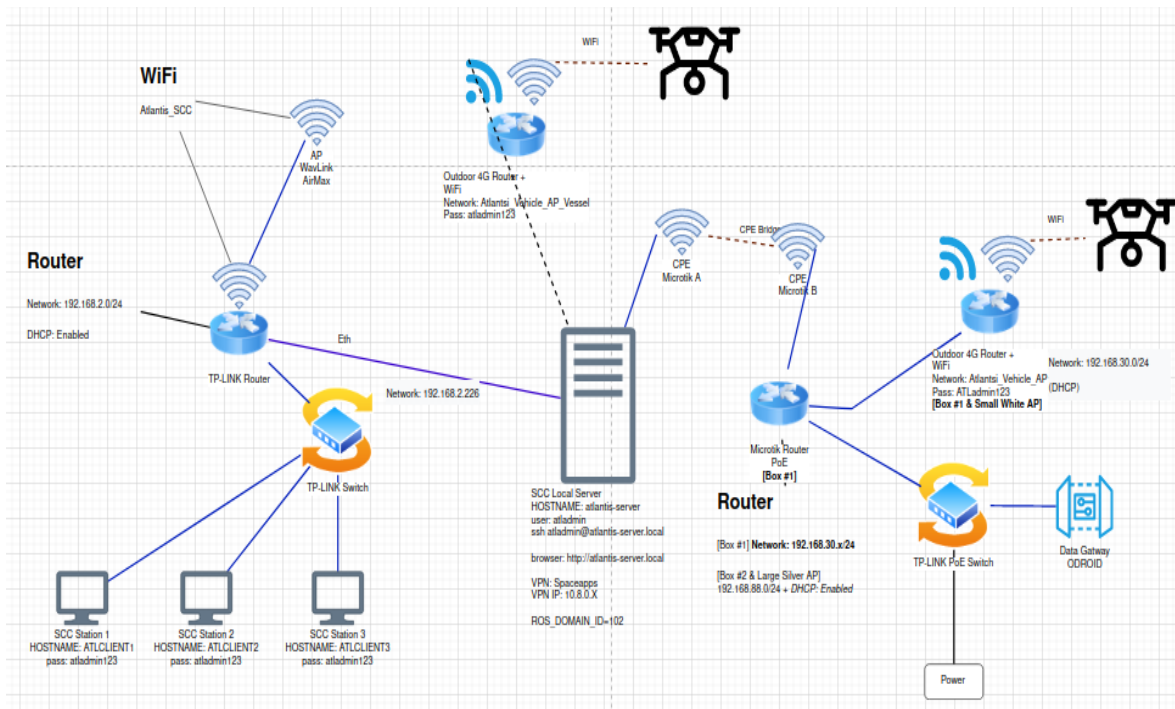 WiFi
Atlantis_SCC
AP
WavLink
AirMax
WIFI
Outdoor 4G Router +
WiFi
Network: Atlantsi_Vehicle_AP_Vessel
Pass: atladmin123
Router
Network: 192.168.2.0/24
DHCP: Enabled
TP-LINK Router
Eth
Network: 192.168.2.226
TP-LINK Switch
SCC Station 1
HOSTNAME: ATLCLIENT1
pass: atladmin123
SCC Station 2
HOSTNAME: ATLCLIENT2
pass: atladmin123
SCC Station 3
HOSTNAME: ATLCLIENT3
pass: atladmin123
SCC Local Server
HOSTNAME: atlantis-server
user: atladmin
ssh atladmin@atlantis-server.local
browser: http://atlantis-server.local
VPN: Spaceapps
VPN IP: 10.8.0.X
ROS_DOMAIN_ID=102
CPE
Microtik A
CPE Bridge
CPE
Microtik B
WIFI
Outdoor 4G Router +
WiFi
Network: Atlantsi_Vehicle_AP
Pass: ATLadmin123
[Box #1 & Small White AP]
Network: 192.168.30.0/24
(DHCP)
Microtik Router
PoE
[Box #1]
Router
[Box #1] Network: 192.168.30.x/24
[Box #2 & Large Silver AP]
192.168.88.0/24 + DHCP: Enabled
TP-LINK PoE Switch
Data Gatway
ODROID
Power